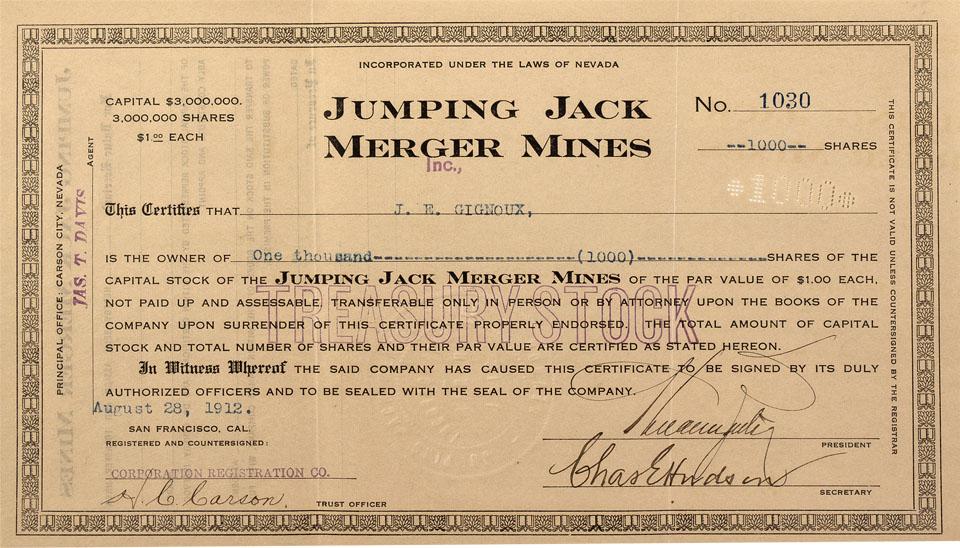 INCORPORATED UNDER THE LAWS OF NEVADA
CAPITAL $3,000,000.
3,000,000 SHARES
$1.00 EACH
JUMPING JACK
MERGER MINES
Inc.,
No. 1030
--1000-- SHARES
*1000*
This Certifies THAT J. E. GIGNOUX,
IS THE OWNER OF One thousand----------------------(1000)--------------SHARES OF THE
CAPITAL STOCK OF THE JUMPING JACK MERGER MINES OF THE PAR VALUE OF $1.00 EACH,
NOT PAID UP AND ASSESSABLE, TRANSFERABLE ONLY IN PERSON OR BY ATTORNEY UPON THE BOOKS OF THE
COMPANY UPON SURRENDER OF THIS CERTIFICATE PROPERLY ENDORSED. THE TOTAL AMOUNT OF CAPITAL
STOCK AND TOTAL NUMBER OF SHARES AND THEIR PAR VALUE ARE CERTIFIED AS STATED HEREON.
TREASURY STOCK
In Witness Whereof THE SAID COMPANY HAS CAUSED THIS CERTIFICATE TO BE SIGNED BY ITS DULY
AUTHORIZED OFFICERS AND TO BE SEALED WITH THE SEAL OF THE COMPANY.
August 28, 1912.
SAN FRANCISCO, CAL.
REGISTERED AND COUNTERSIGNED:
CORPORATION REGISTRATION CO.
H. C. Carson,
TRUST OFFICER
PRESIDENT
Chas E Hudson
SECRETARY
PRINCIPAL OFFICE: CARSON CITY, NEVADA
JAS. T. DAVIS
AGENT
THIS CERTIFICATE IS NOT VALID UNLESS COUNTERSIGNED BY THE REGISTRAR